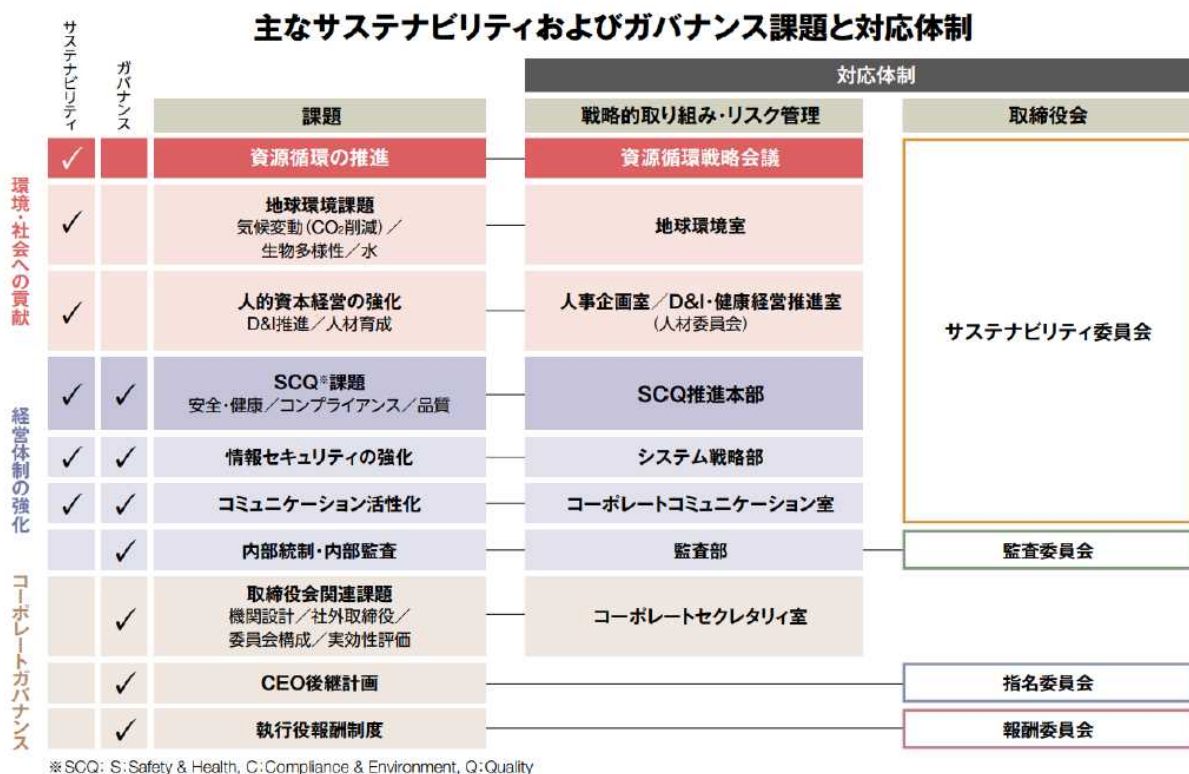 主なサステナビリティおよびガバナンス課題と対応体制
サステナビリティ
ガバナンス
対応体制
課題
戦略的取り組み・リスク管理
取締役会
環境・社会への貢献
資源循環の推進
資源循環戦略会議
地球環境課題
気候変動(CO₂削減)/
生物多様性/水
地球環境室
人的資本経営の強化
D&I推進/人材育成
人事企画室/D&I・健康経営推進室
(人材委員会)
サステナビリティ委員会
経営体制の強化
SCQ※課題
安全・健康/コンプライアンス/品質
SCQ推進本部
情報セキュリティの強化
システム戦略部
コミュニケーション活性化
コーポレートコミュニケーション室
内部統制・内部監査
監査部
監査委員会
コーポレートガバナンス
取締役会関連課題
機関設計/社外取締役/
委員会構成/実効性評価
コーポレートセクレタリィ室
CEO後継計画
指名委員会
執行役報酬制度
報酬委員会
※SCQ: S:Safety & Health, C:Compliance & Environment, Q:Quality